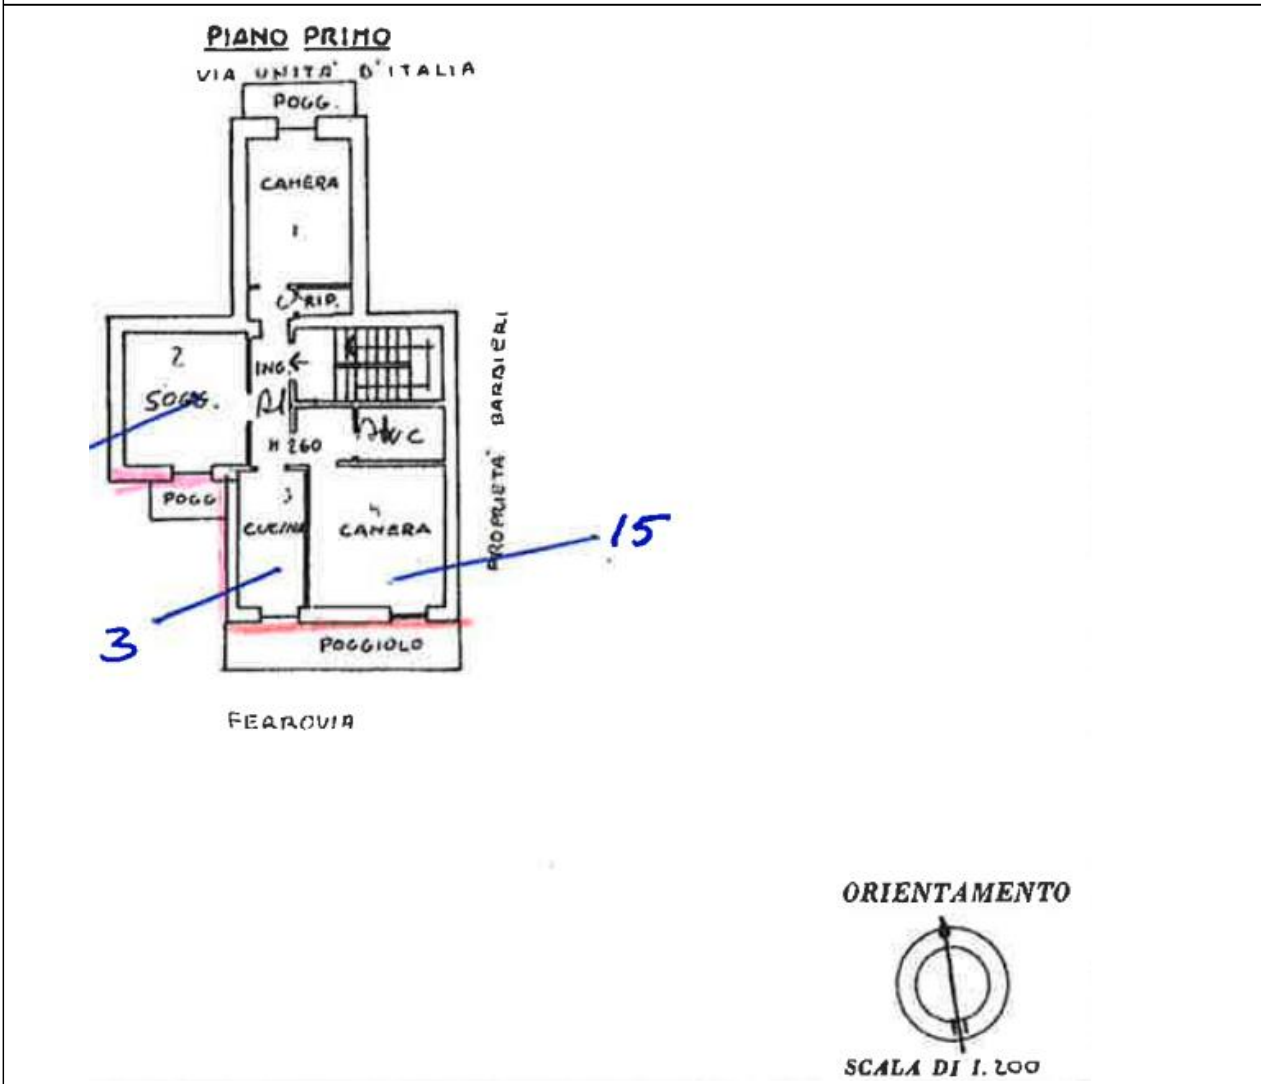 PIANO PRIMO
VIA UNITA' D'ITALIA
POGG.
CAMERA
1
RIP.
2
SOGG.
ING.
H 260
POGG
3
CUCINA
4
CAMERA
15
3
POGGIOLO
PROPRIETA' BARBIERI
FERROVIA
ORIENTAMENTO
SCALA DI 1:200